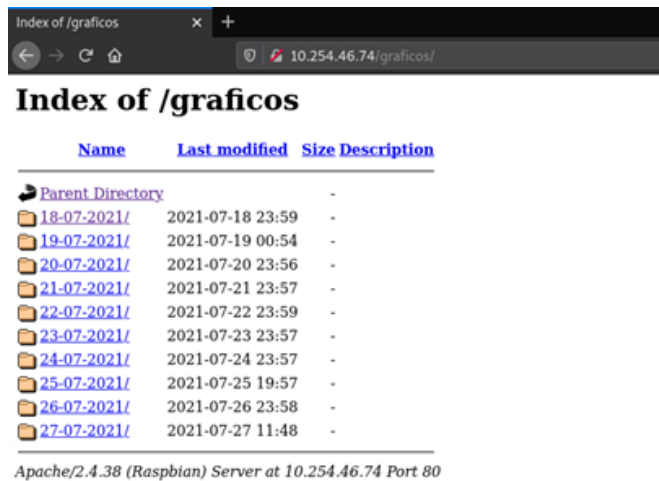 Index of /graficos × +
10.254.46.74/graficos/
Index of /graficos
Name Last modified Size Description
Parent Directory -
18-07-2021/ 2021-07-18 23:59 -
19-07-2021/ 2021-07-19 00:54 -
20-07-2021/ 2021-07-20 23:56 -
21-07-2021/ 2021-07-21 23:57 -
22-07-2021/ 2021-07-22 23:59 -
23-07-2021/ 2021-07-23 23:57 -
24-07-2021/ 2021-07-24 23:57 -
25-07-2021/ 2021-07-25 19:57 -
26-07-2021/ 2021-07-26 23:58 -
27-07-2021/ 2021-07-27 11:48 -
Apache/2.4.38 (Raspbian) Server at 10.254.46.74 Port 80